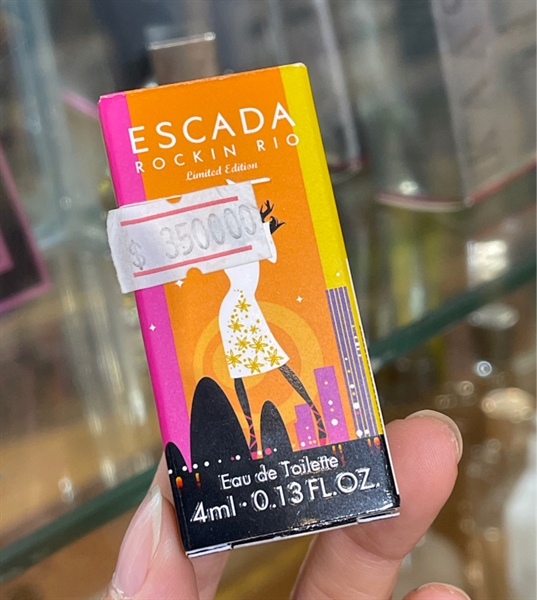 ESCADA
ROCKIN RIO
Limited Edition
$ 350000
Eau de Toilette
4ml · 0.13 FL.OZ.